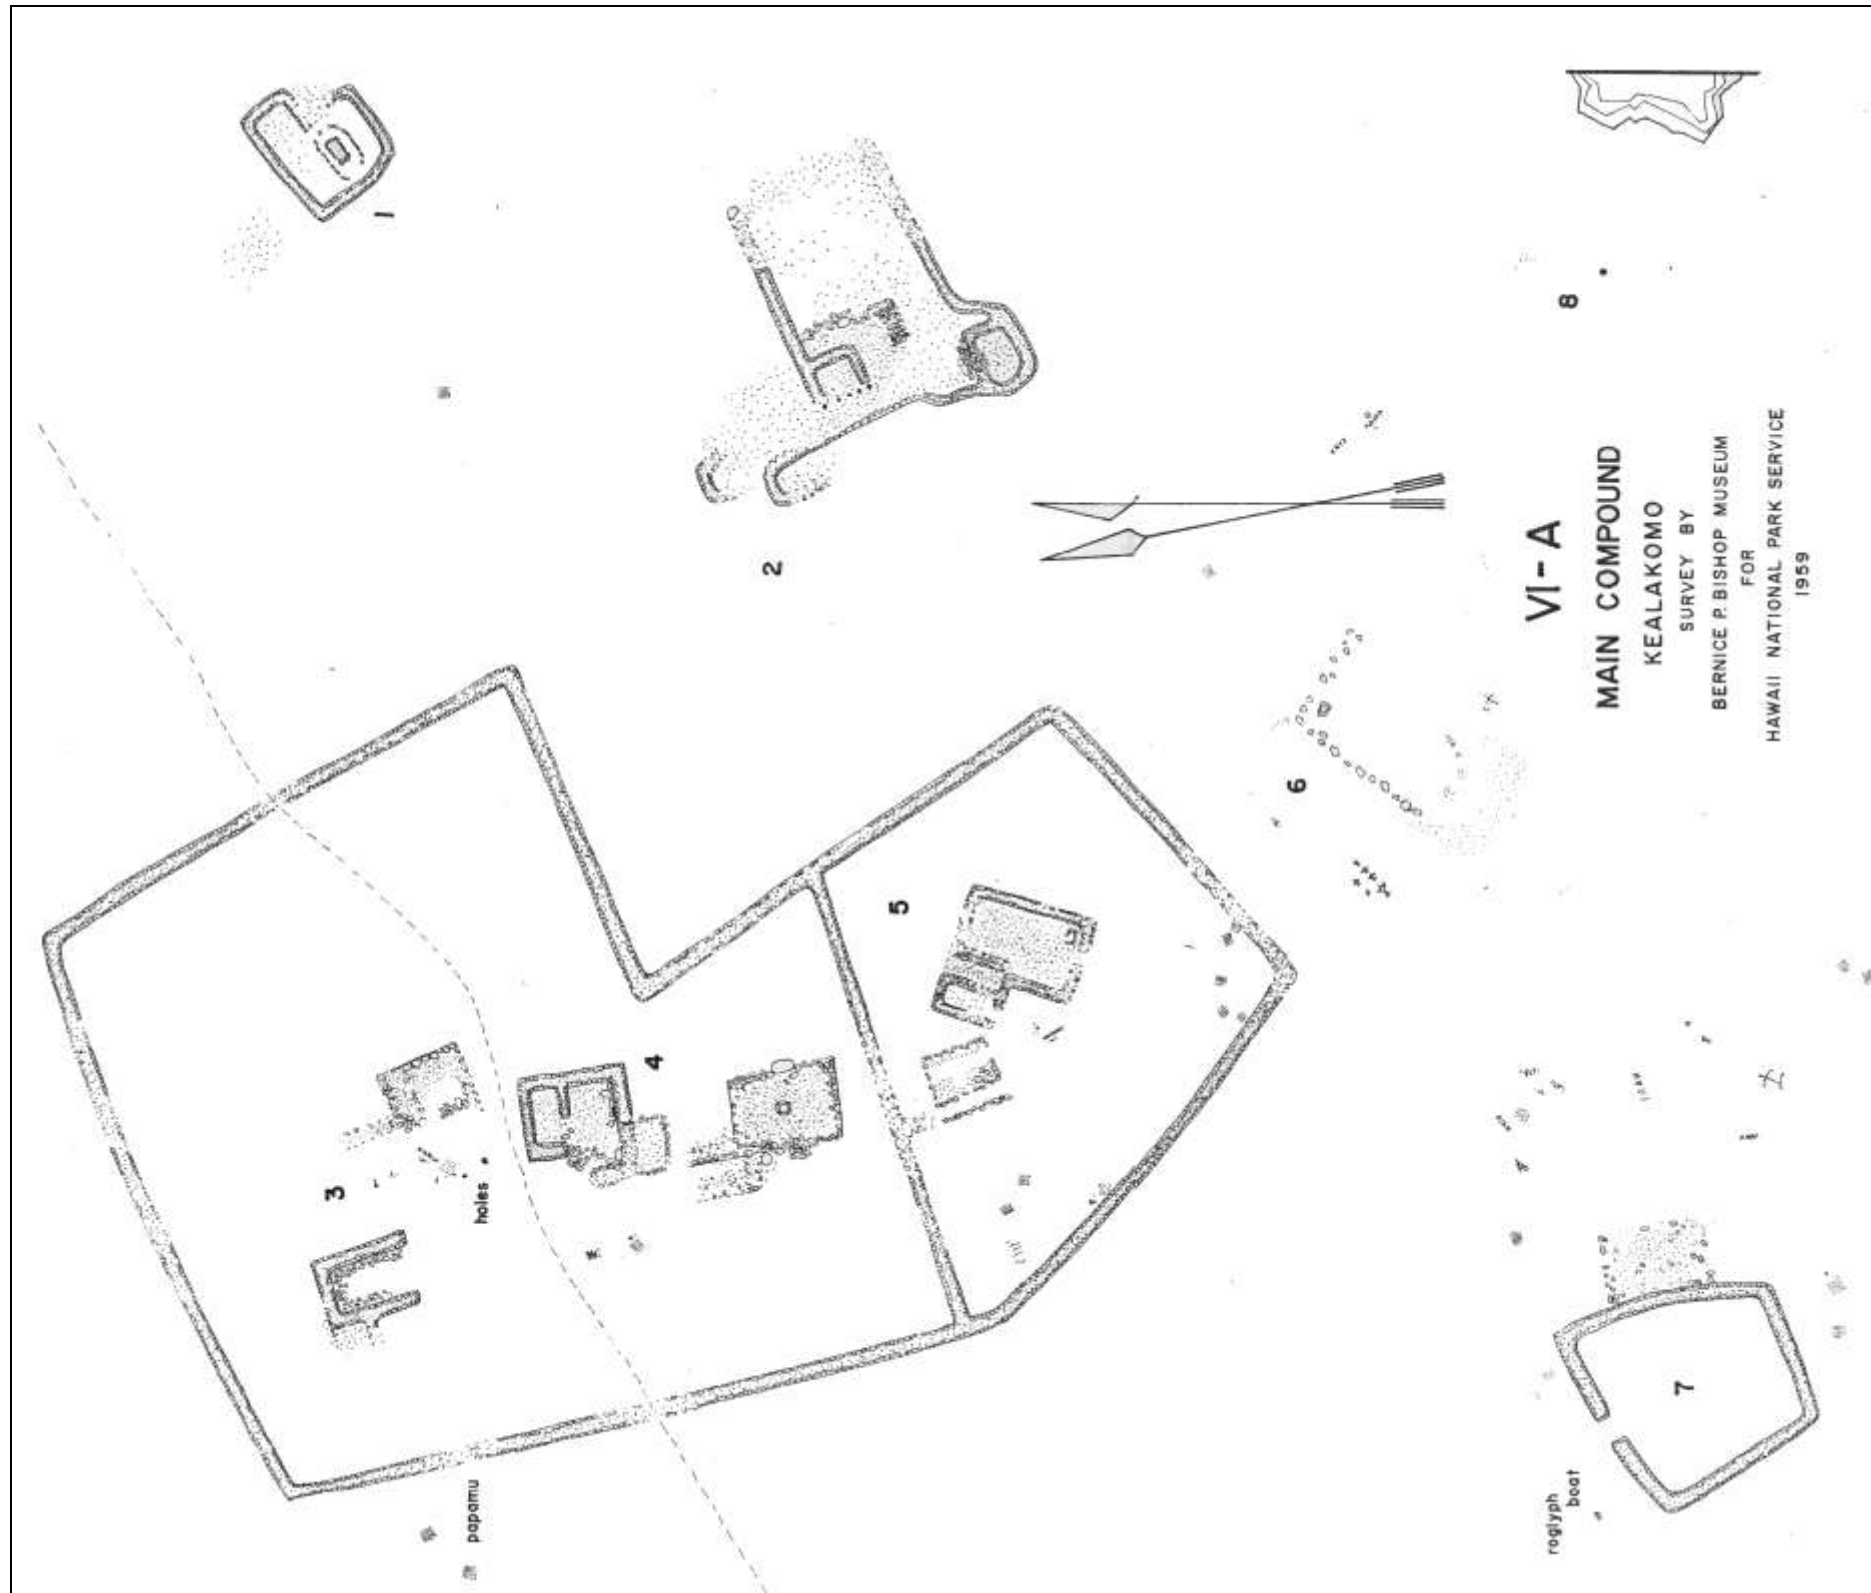 1
2
3
holes
4
5
6
7
8
papamu
roglyph
boat
VI-A
MAIN COMPOUND
KEALAKOMO
SURVEY BY
BERNICE P. BISHOP MUSEUM
FOR
HAWAII NATIONAL PARK SERVICE
1959